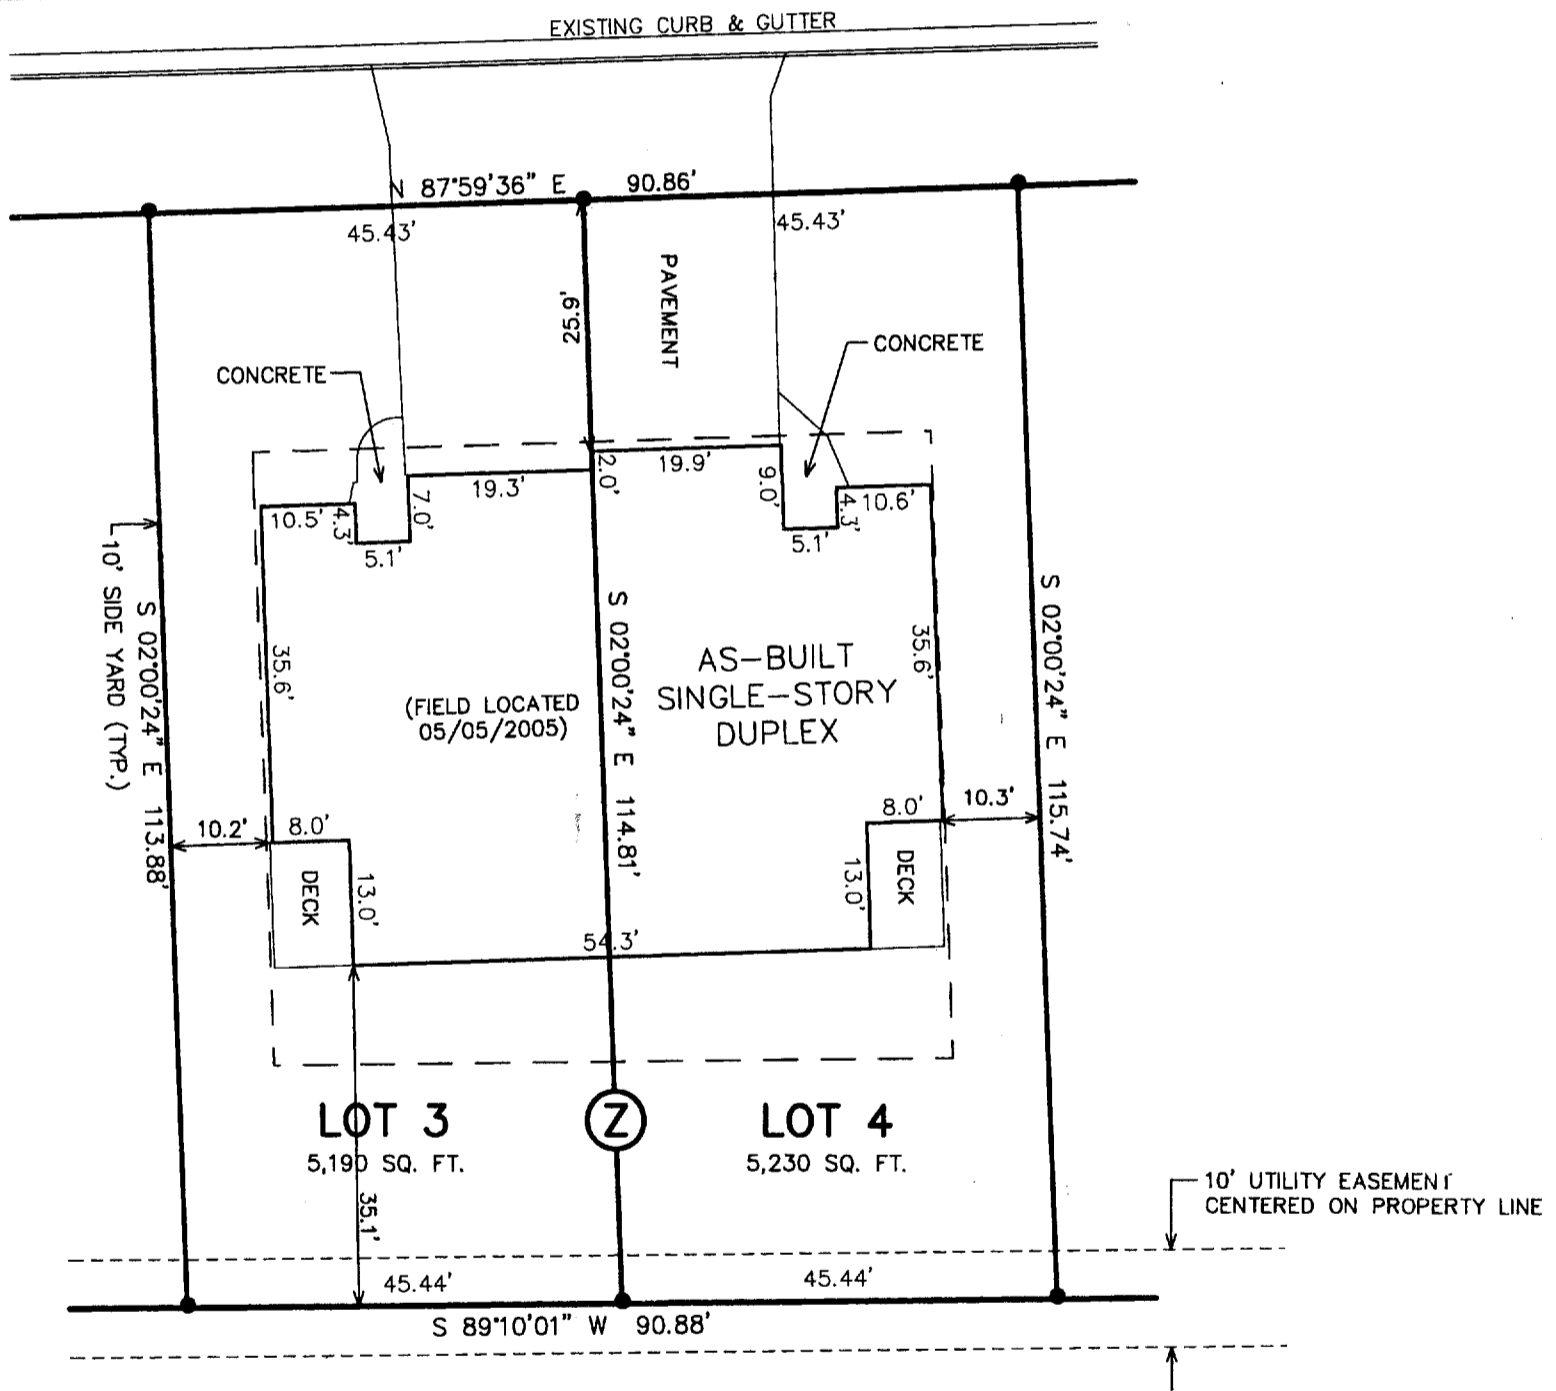 EXISTING CURB & GUTTER
N 87°59'36" E 90.86'
45.43'
45.43'
25.9'
PAVEMENT
CONCRETE
CONCRETE
10.5'
4.3'
5.1'
7.0'
19.3'
2.0'
19.9'
9.0'
5.1'
4.3'
10.6'
10' SIDE YARD (TYP.)
S 02°00'24" E 113.88'
35.6'
(FIELD LOCATED
05/05/2005)
S 02°00'24" E 114.81'
AS-BUILT
SINGLE-STORY
DUPLEX
35.6'
S 02°00'24" E 115.74'
10.2'
8.0'
DECK
13.0'
54.3'
13.0'
8.0'
DECK
10.3'
LOT 3
5,190 SQ. FT.
Z
LOT 4
5,230 SQ. FT.
35.1'
10' UTILITY EASEMENT
CENTERED ON PROPERTY LINE
45.44'
45.44'
S 89°10'01" W 90.88'